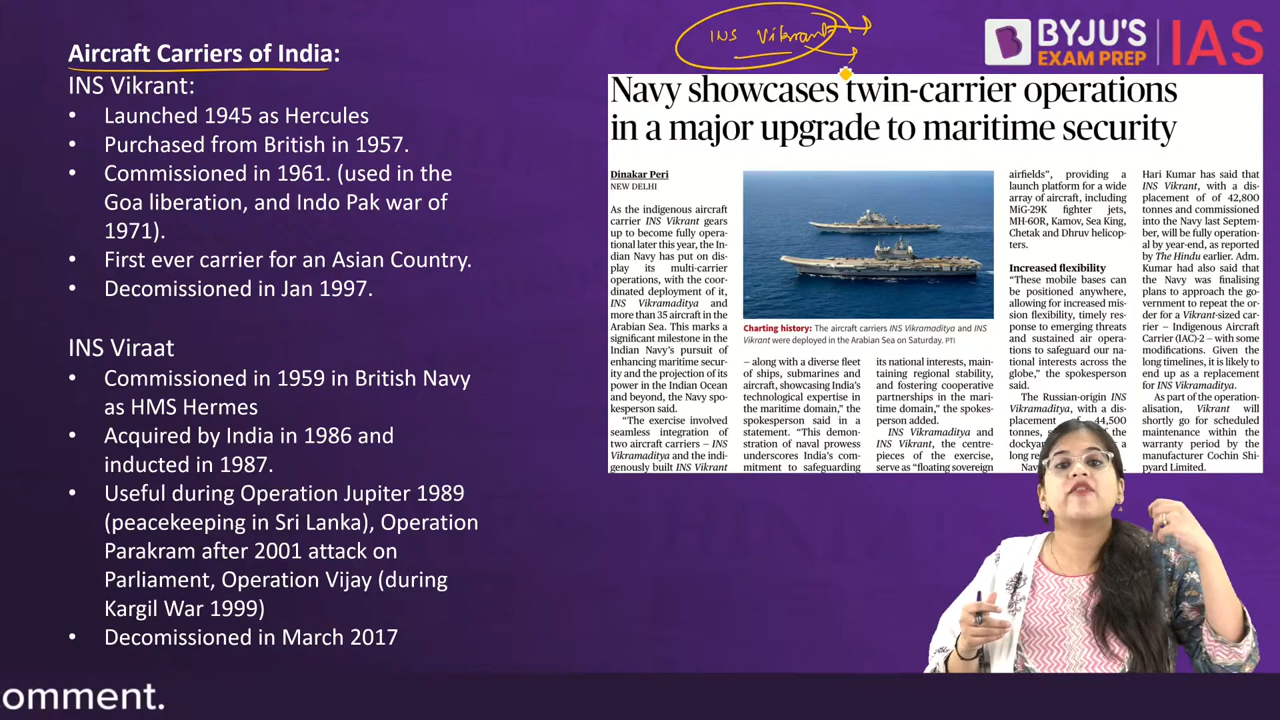 Aircraft Carriers of India:
INS Vikrant:
• Launched 1945 as Hercules
• Purchased from British in 1957.
• Commissioned in 1961. (used in the
Goa liberation, and Indo Pak war of
1971).
• First ever carrier for an Asian Country.
• Decomissioned in Jan 1997.
INS Viraat
• Commissioned in 1959 in British Navy
as HMS Hermes
• Acquired by India in 1986 and
inducted in 1987.
• Useful during Operation Jupiter 1989
(peacekeeping in Sri Lanka), Operation
Parakram after 2001 attack on
Parliament, Operation Vijay (during
Kargil War 1999)
• Decomissioned in March 2017
omment.
INS Vikrant
BYJU'S
EXAM PREP
IAS
Navy showcases twin-carrier operations
in a major upgrade to maritime security
Dinakar Peri
NEW DELHI
As the indigenous aircraft
carrier INS Vikrant gears
up to become fully opera-
tional later this year, the In-
dian Navy has put on dis-
play its multi-carrier
operations, with the coor-
dinated deployment of it,
INS Vikramaditya and
more than 35 aircraft in the
Arabian Sea. This marks a
significant milestone in the
Indian Navy's pursuit of
enhancing maritime secur-
ity and the projection of its
power in the Indian Ocean
and beyond, the Navy spo-
kesperson said.
"The exercise involved
seamless integration of
two aircraft carriers – INS
Vikramaditya and the indi-
genously built INS Vikrant
Charting history: The aircraft carriers INS Vikramaditya and INS
Vikrant were deployed in the Arabian Sea on Saturday. PTI
– along with a diverse fleet
of ships, submarines and
aircraft, showcasing India's
technological expertise in
the maritime domain," the
spokesperson said in a
statement. "This demon-
stration of naval prowess
underscores India's com-
mitment to safeguarding
its national interests, main-
taining regional stability,
and fostering cooperative
partnerships in the mari-
time domain," the spokes-
person added.
INS Vikramaditya and
INS Vikrant, the centre-
pieces of the exercise,
serve as "floating sovereign
airfields", providing a
launch platform for a wide
array of aircraft, including
MiG-29K fighter jets,
MH-60R, Kamov, Sea King,
Chetak and Dhruv helicop-
ters.
Increased flexibility
"These mobile bases can
be positioned anywhere,
allowing for increased mis-
sion flexibility, timely res-
ponse to emerging threats
and sustained air opera-
tions to safeguard our na-
tional interests across the
globe," the spokesperson
said.
The Russian-origin INS
Vikramaditya, with a dis-
placement of 44,500
tonnes, the
dockyar a
long re
Nav
Hari Kumar has said that
INS Vikrant, with a dis-
placement of of 42,800
tonnes and commissioned
into the Navy last Septem-
ber, will be fully operation-
al by year-end, as reported
by The Hindu earlier. Adm.
Kumar had also said that
the Navy was finalising
plans to approach the go-
vernment to repeat the or-
der for a Vikrant-sized car-
rier – Indigenous Aircraft
Carrier (IAC)-2 – with some
modifications. Given the
long timelines, it is likely to
end up as a replacement
for INS Vikramaditya.
As part of the operation-
alisation, Vikrant will
shortly go for scheduled
maintenance within the
warranty period by the
manufacturer Cochin Shi-
pyard Limited.